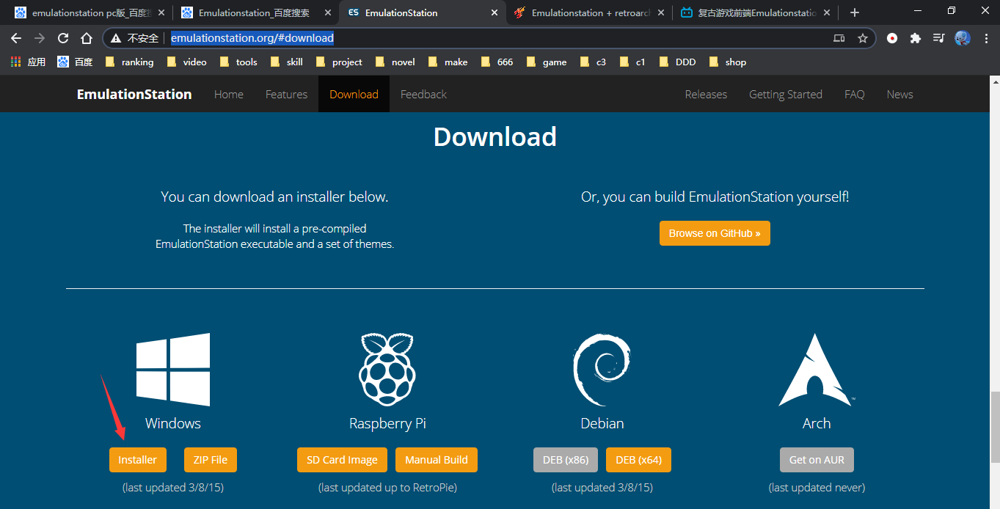 emulationstation pc版_百度搜
Emulationstation_百度搜索
ES EmulationStation
Emulationstation + retroarch
复古游戏前端Emulationstatio
不安全 emulationstation.org/#download
应用 百度 ranking video tools skill project novel make 666 game c3 c1 DDD shop
EmulationStation Home Features Download Feedback Releases Getting Started FAQ News
Download
You can download an installer below.
The installer will install a pre-compiled
EmulationStation executable and a set of themes.
Or, you can build EmulationStation yourself!
Browse on GitHub »
Windows
Installer ZIP File
(last updated 3/8/15)
Raspberry Pi
SD Card Image Manual Build
(last updated up to RetroPie)
Debian
DEB (x86) DEB (x64)
(last updated 3/8/15)
™
Arch
Get on AUR
(last updated never)